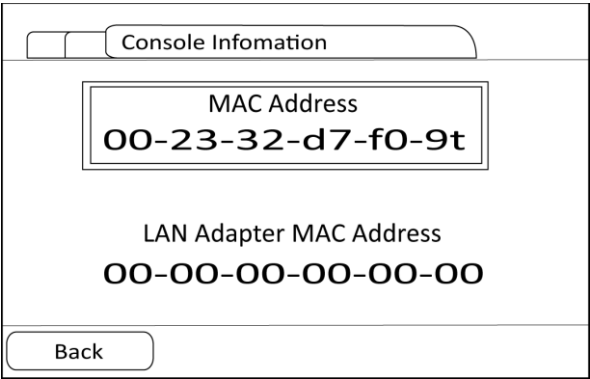 Console Infomation
MAC Address
00-23-32-d7-f0-9t
LAN Adapter MAC Address
00-00-00-00-00-00
Back